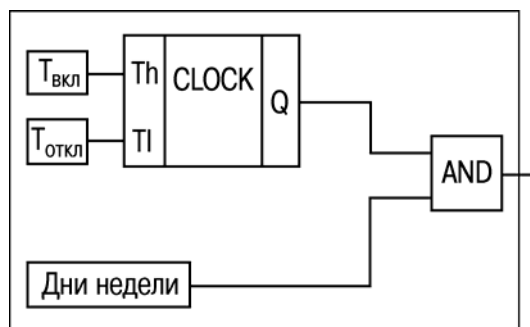 Tвкл
Th
CLOCK
Q
Tоткл
Tl
AND
Дни недели